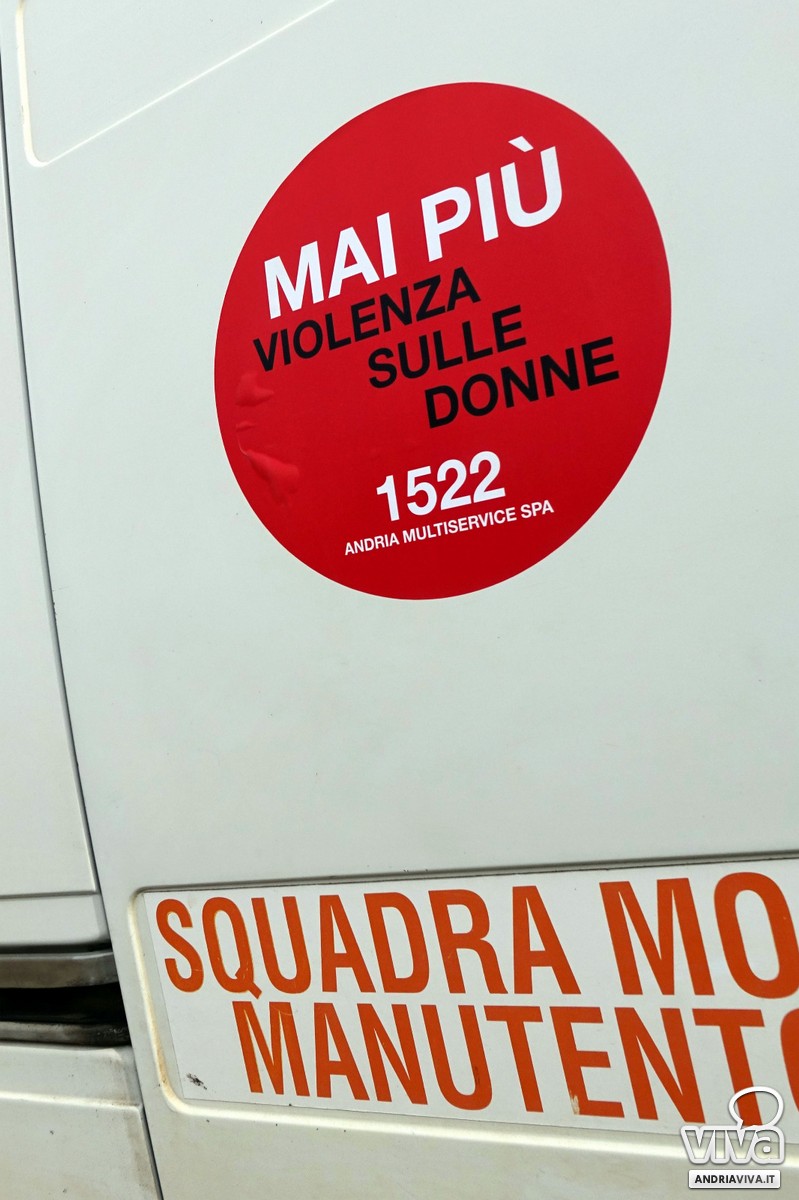 MAI PIÙ
VIOLENZA
SULLE
DONNE
1522
ANDRIA MULTISERVICE SPA
SQUADRA MO
MANUTENTO
viva
ANDRIAVIVA.IT